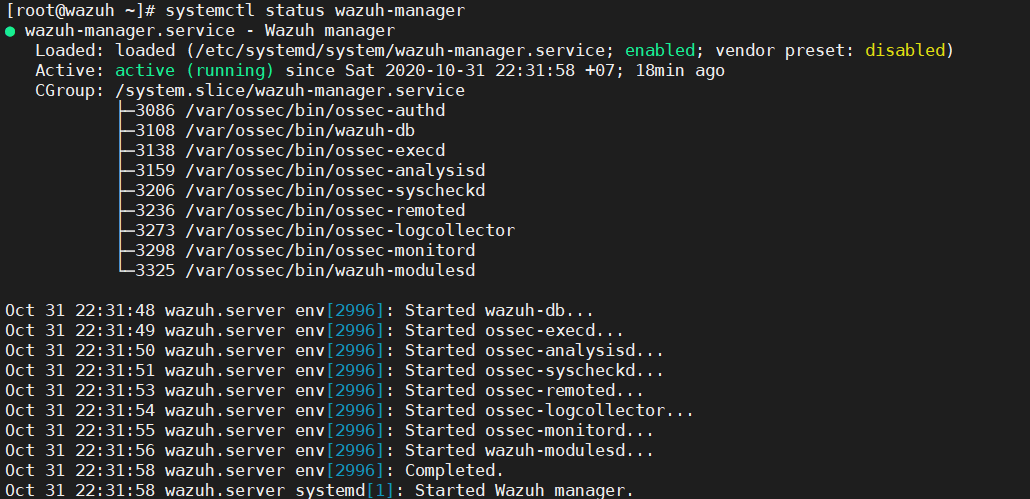 [root@wazuh ~]# systemctl status wazuh-manager
● wazuh-manager.service - Wazuh manager
   Loaded: loaded (/etc/systemd/system/wazuh-manager.service; enabled; vendor preset: disabled)
   Active: active (running) since Sat 2020-10-31 22:31:58 +07; 18min ago
   CGroup: /system.slice/wazuh-manager.service
           ├─3086 /var/ossec/bin/ossec-authd
           ├─3108 /var/ossec/bin/wazuh-db
           ├─3138 /var/ossec/bin/ossec-execd
           ├─3159 /var/ossec/bin/ossec-analysisd
           ├─3206 /var/ossec/bin/ossec-syscheckd
           ├─3236 /var/ossec/bin/ossec-remoted
           ├─3273 /var/ossec/bin/ossec-logcollector
           ├─3298 /var/ossec/bin/ossec-monitord
           └─3325 /var/ossec/bin/wazuh-modulesd

Oct 31 22:31:48 wazuh.server env[2996]: Started wazuh-db...
Oct 31 22:31:49 wazuh.server env[2996]: Started ossec-execd...
Oct 31 22:31:50 wazuh.server env[2996]: Started ossec-analysisd...
Oct 31 22:31:51 wazuh.server env[2996]: Started ossec-syscheckd...
Oct 31 22:31:53 wazuh.server env[2996]: Started ossec-remoted...
Oct 31 22:31:54 wazuh.server env[2996]: Started ossec-logcollector...
Oct 31 22:31:55 wazuh.server env[2996]: Started ossec-monitord...
Oct 31 22:31:56 wazuh.server env[2996]: Started wazuh-modulesd...
Oct 31 22:31:58 wazuh.server env[2996]: Completed.
Oct 31 22:31:58 wazuh.server systemd[1]: Started Wazuh manager.